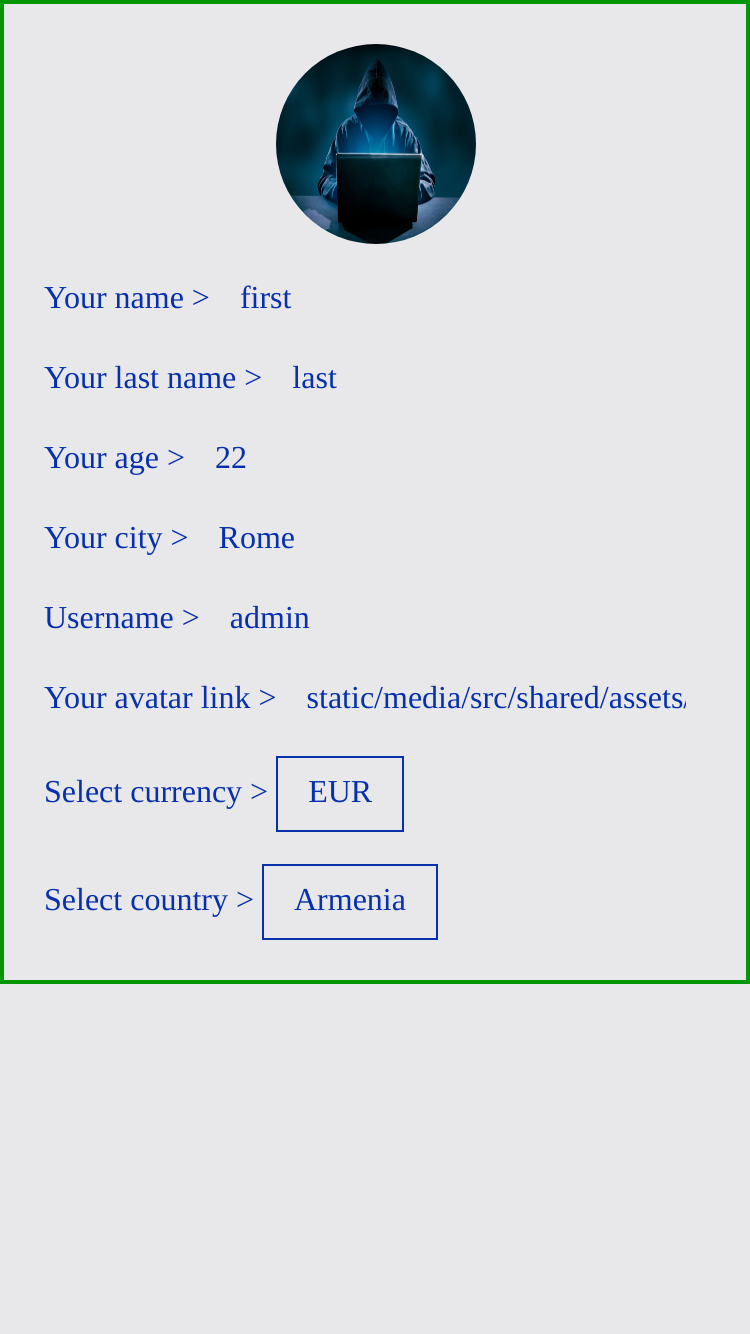 Your name > first
Your last name > last
Your age > 22
Your city > Rome
Username > admin
Your avatar link > static/media/src/shared/assets/
Select currency > EUR
Select country > Armenia